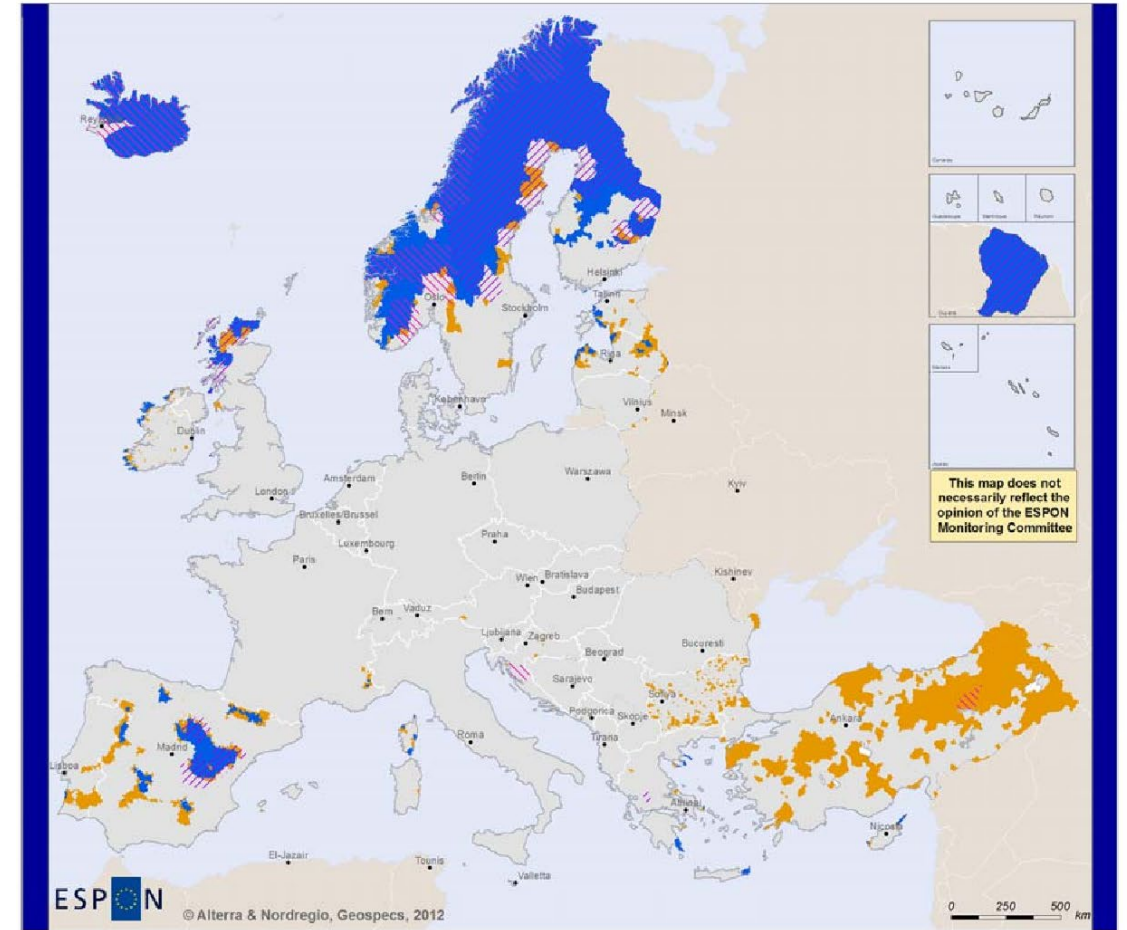 Reykjavik
Canarias
Guadeloupe
Martinique
Réunion
Guyane
Oslo
Helsinki
Tallinn
Stockholm
Riga
Madeira
København
Vilnius
Minsk
Dublin
Açores
This map does not
necessarily reflect the
opinion of the ESPON
Monitoring Committee
Amsterdam
Berlin
Warszawa
London
Kyiv
Bruxelles/Brussel
Luxembourg
Praha
Paris
Kishinev
Wien
Bratislava
Budapest
Bern
Vaduz
Ljubljana
Zagreb
Bucuresti
Beograd
Sarajevo
Sofiya
Podgorica
Skopje
Ankara
Madrid
Roma
Tirana
Lisboa
Athinai
Nicosia
El-Jazair
Tounis
Valletta
ESPON
© Alterra & Nordregio, Geospecs, 2012
0 250 500
km